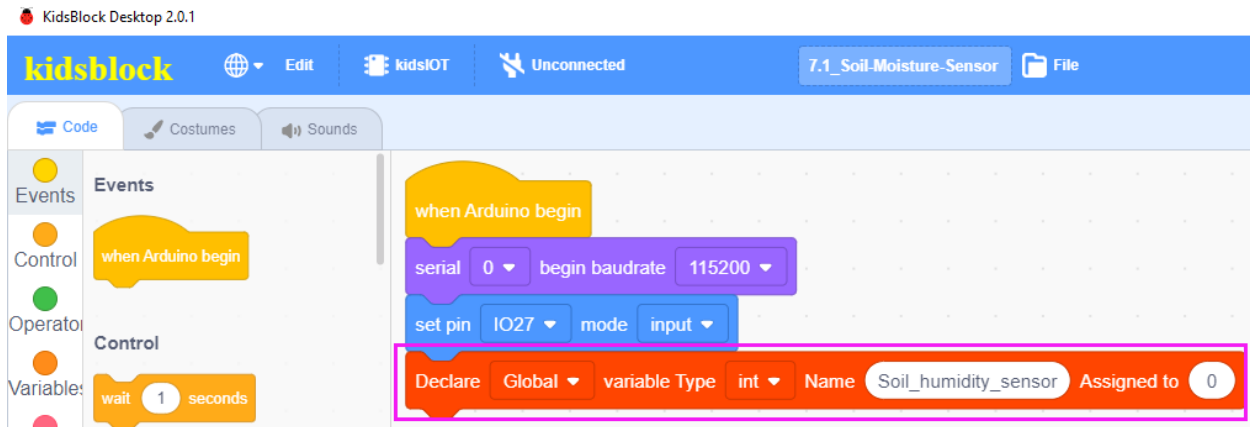 KidsBlock Desktop 2.0.1
kidsblock Edit kidsIOT Unconnected 7.1_Soil-Moisture-Sensor File
Code Costumes Sounds
Events
Events
when Arduino begin
Control
Operator
Control
Variables
wait 1 seconds
when Arduino begin
serial 0 begin baudrate 115200
set pin IO27 mode input
Declare Global variable Type int Name Soil_humidity_sensor Assigned to 0